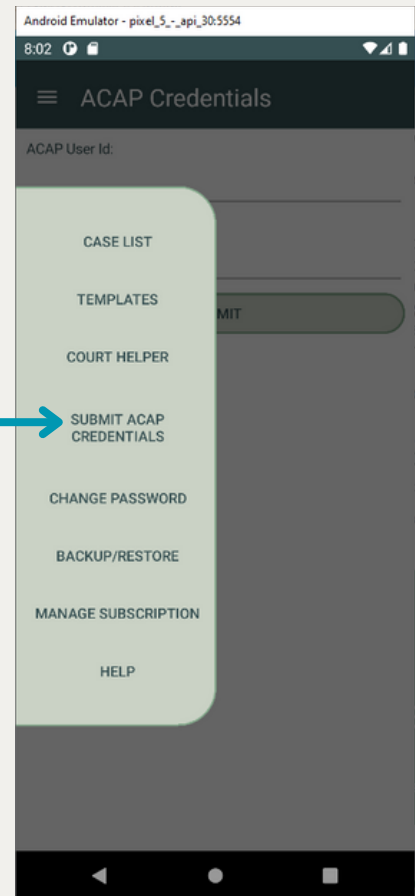 Android Emulator - pixel_5_-_api_30:5554
8:02
ACAP Credentials
ACAP User Id:
CASE LIST
TEMPLATES
MIT
COURT HELPER
SUBMIT ACAP
CREDENTIALS
CHANGE PASSWORD
BACKUP/RESTORE
MANAGE SUBSCRIPTION
HELP